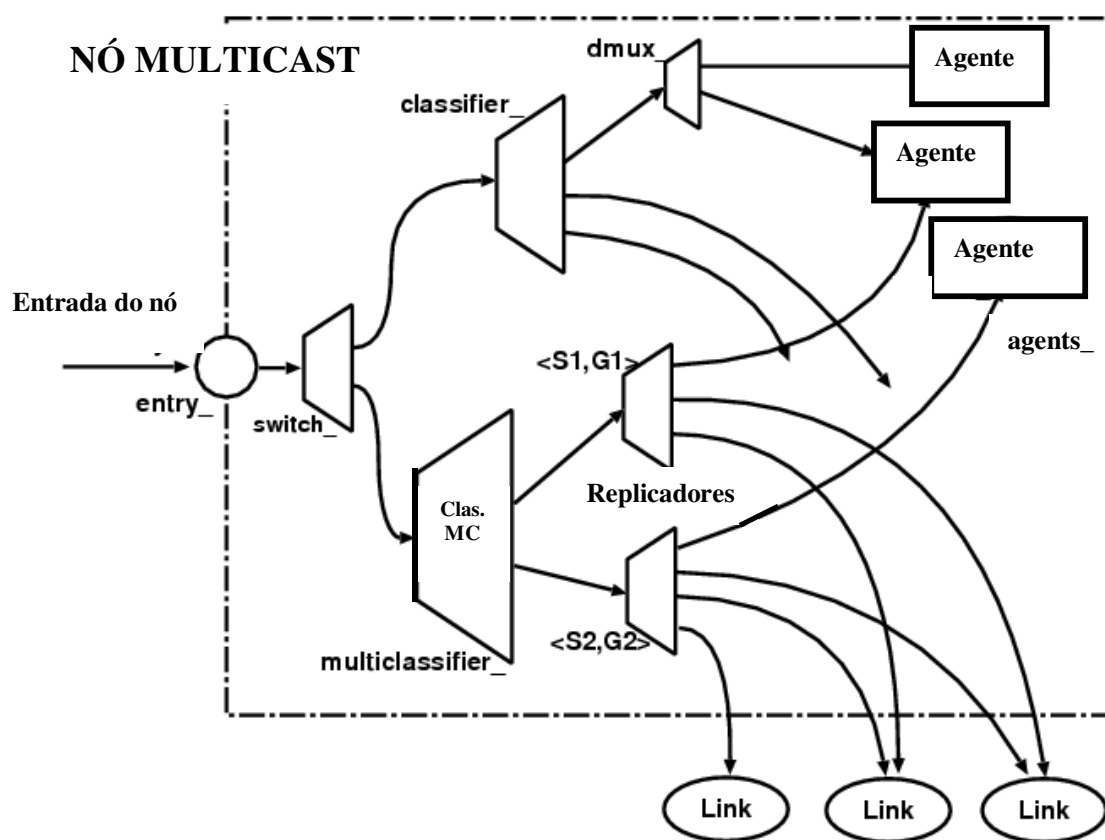 NÓ MULTICAST
dmux_
Agente
classifier_
Agente
Agente
Entrada do nó
agents_
<S1,G1>
entry_
switch_
Replicadores
Clas.
MC
<S2,G2>
multiclassifier_
Link
Link
Link